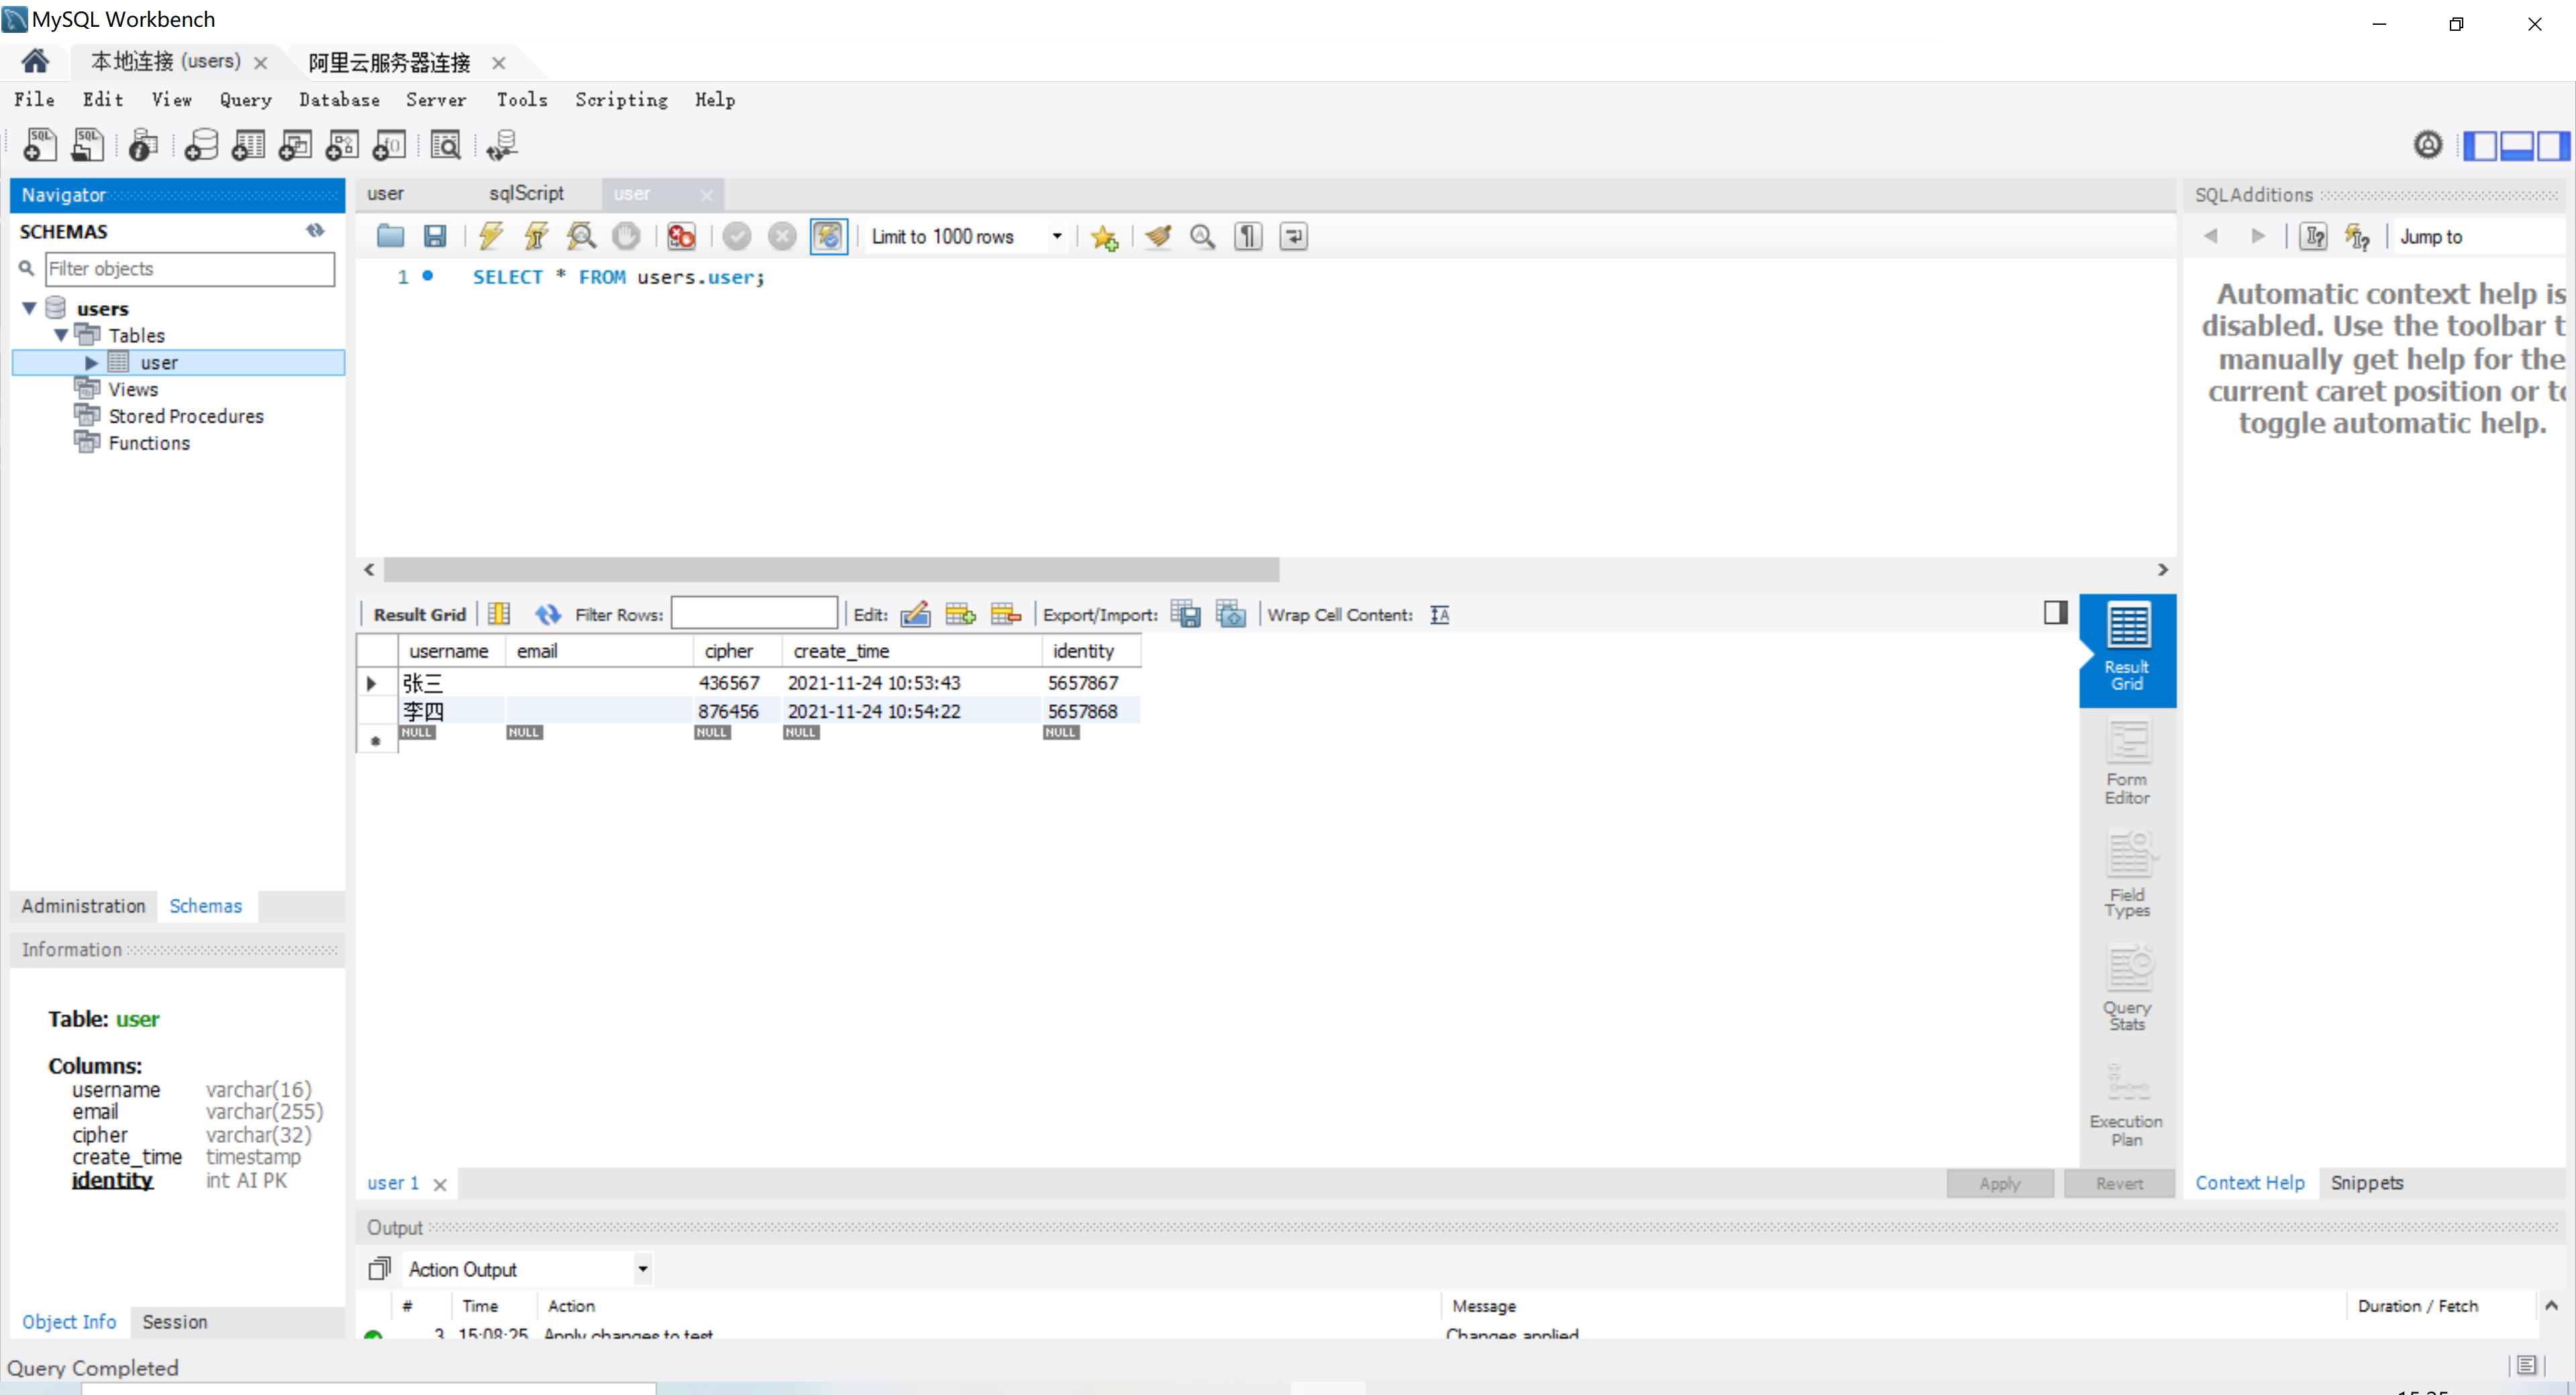 MySQL Workbench
本地连接 (users)
阿里云服务器连接
File Edit View Query Database Server Tools Scripting Help
Navigator
SCHEMAS
Filter objects
users
Tables
user
Views
Stored Procedures
Functions
Administration Schemas
Information
Table: user
Columns:
username varchar(16)
email varchar(255)
cipher varchar(32)
create_time timestamp
identity int AI PK
Object Info Session
user sqlScript user
Limit to 1000 rows
1 SELECT * FROM users.user;
Result Grid Filter Rows: Edit: Export/Import: Wrap Cell Content:
username email cipher create_time identity
张三 436567 2021-11-24 10:53:43 5657867
李四 876456 2021-11-24 10:54:22 5657868
NULL NULL NULL NULL NULL
Result
Grid
Form
Editor
Field
Types
Query
Stats
Execution
Plan
user 1
Apply Revert
Output
Action Output
# Time Action Message Duration / Fetch
3 15:08:25 Apply changes to test Changes applied
SQLAdditions
Jump to
Automatic context help is
disabled. Use the toolbar t
manually get help for the
current caret position or to
toggle automatic help.
Context Help Snippets
Query Completed